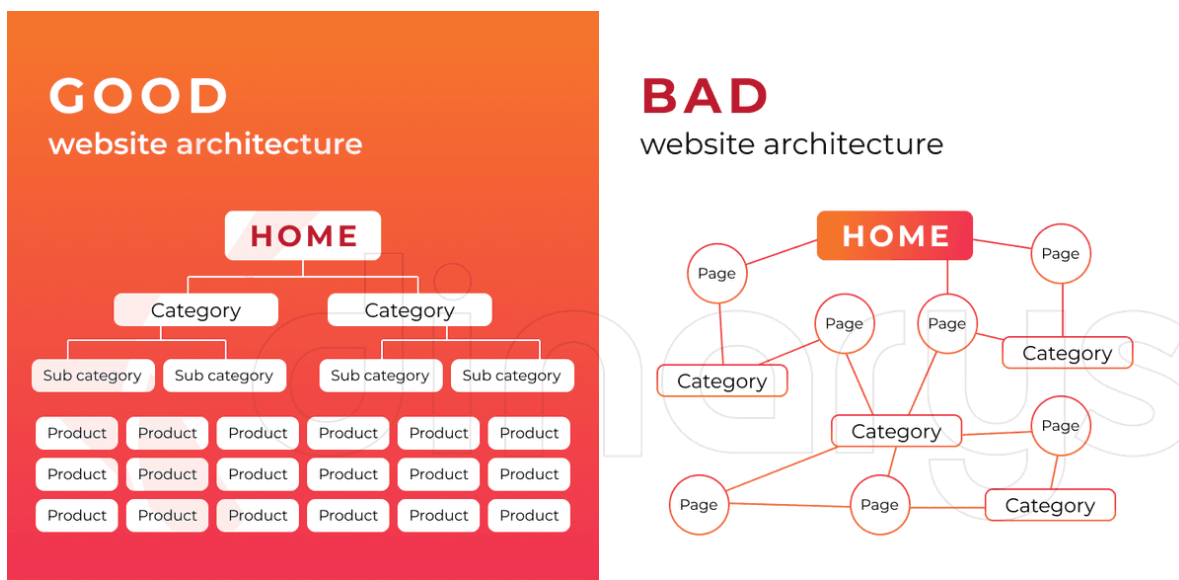 GOOD
website architecture
HOME
Category Category
Sub category Sub category Sub category Sub category
Product Product Product Product Product Product
Product Product Product Product Product Product
Product Product Product Product Product Product
BAD
website architecture
HOME
Page
Page
Page
Page
Category
Category
Category
Page
Page
Page
Category
dinarys